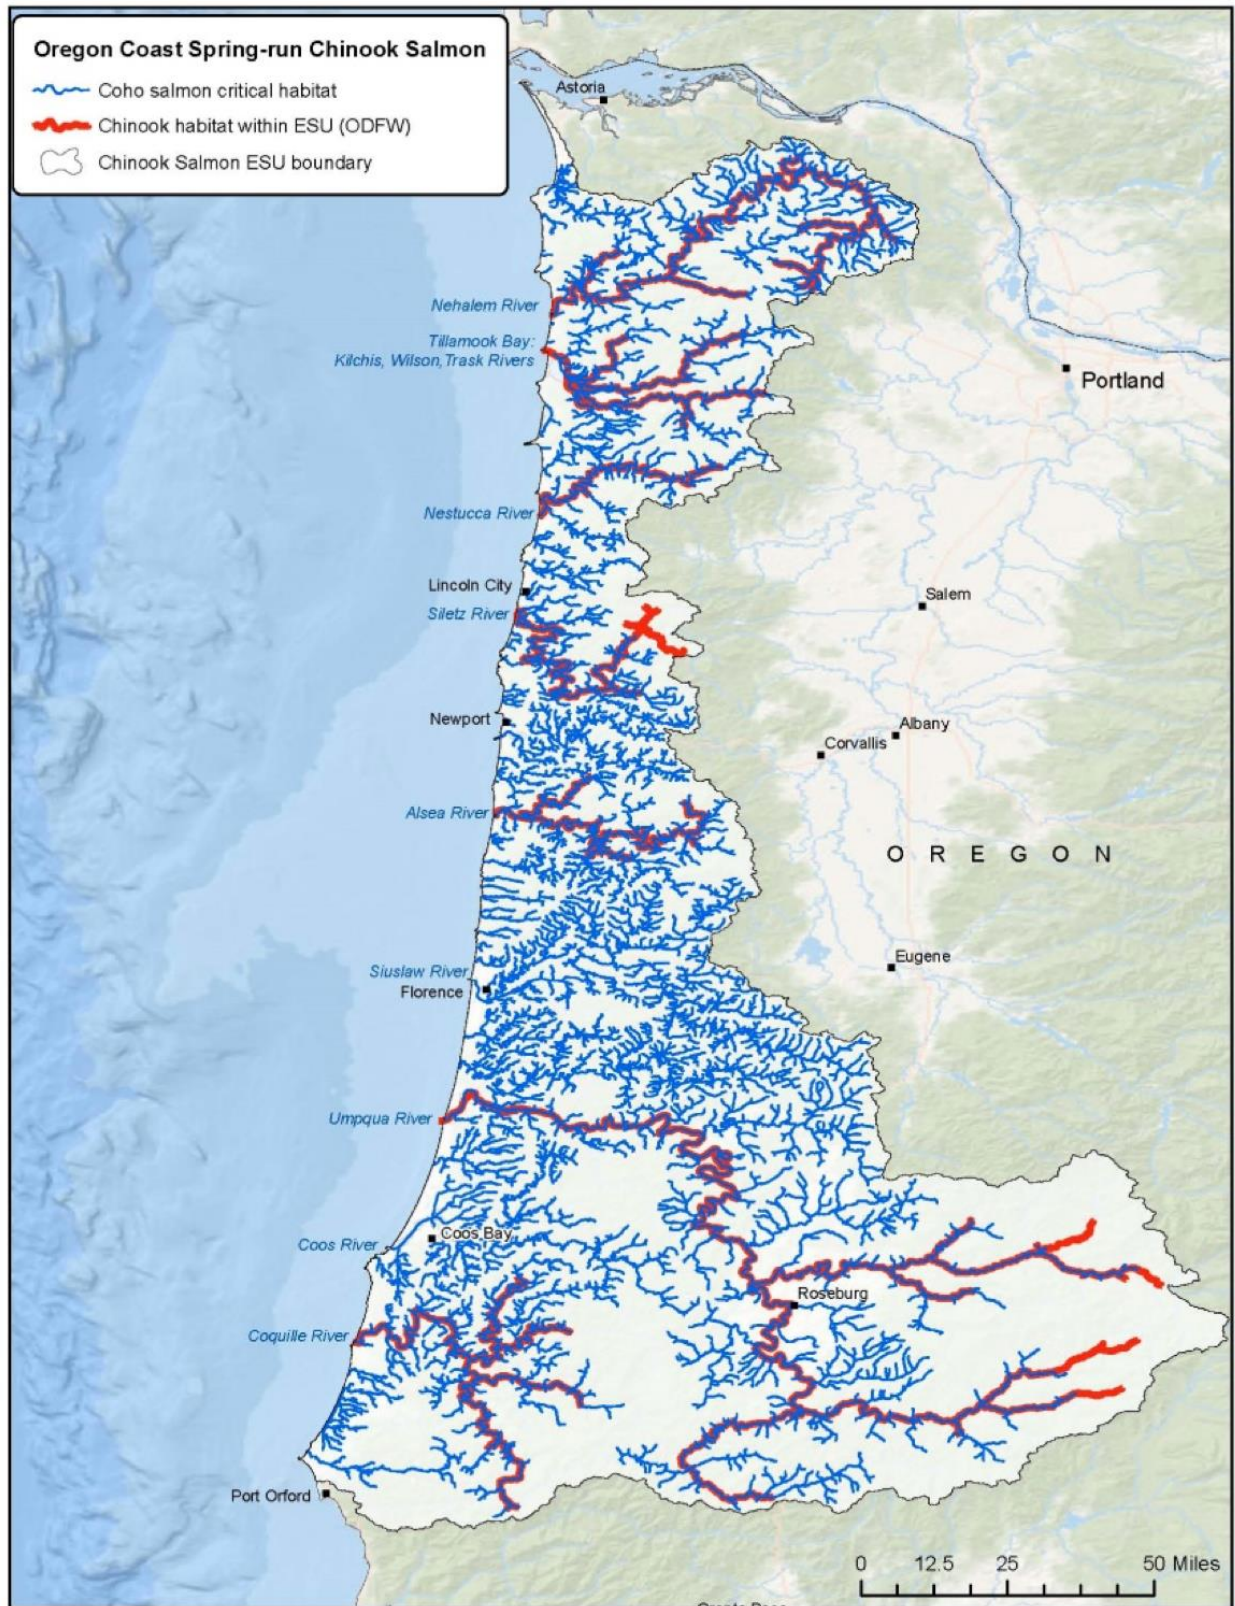 Oregon Coast Spring-run Chinook Salmon
Coho salmon critical habitat
Chinook habitat within ESU (ODFW)
Chinook Salmon ESU boundary
Astoria
Nehalem River
Tillamook Bay:
Kilchis, Wilson,Trask Rivers
Portland
Nestucca River
Lincoln City
Siletz River
Salem
Newport
Albany
Corvallis
Alsea River
OREGON
Eugene
Siuslaw River
Florence
Umpqua River
Coos Bay
Coos River
Roseburg
Coquille River
Port Orford
0 12.5 25 50 Miles